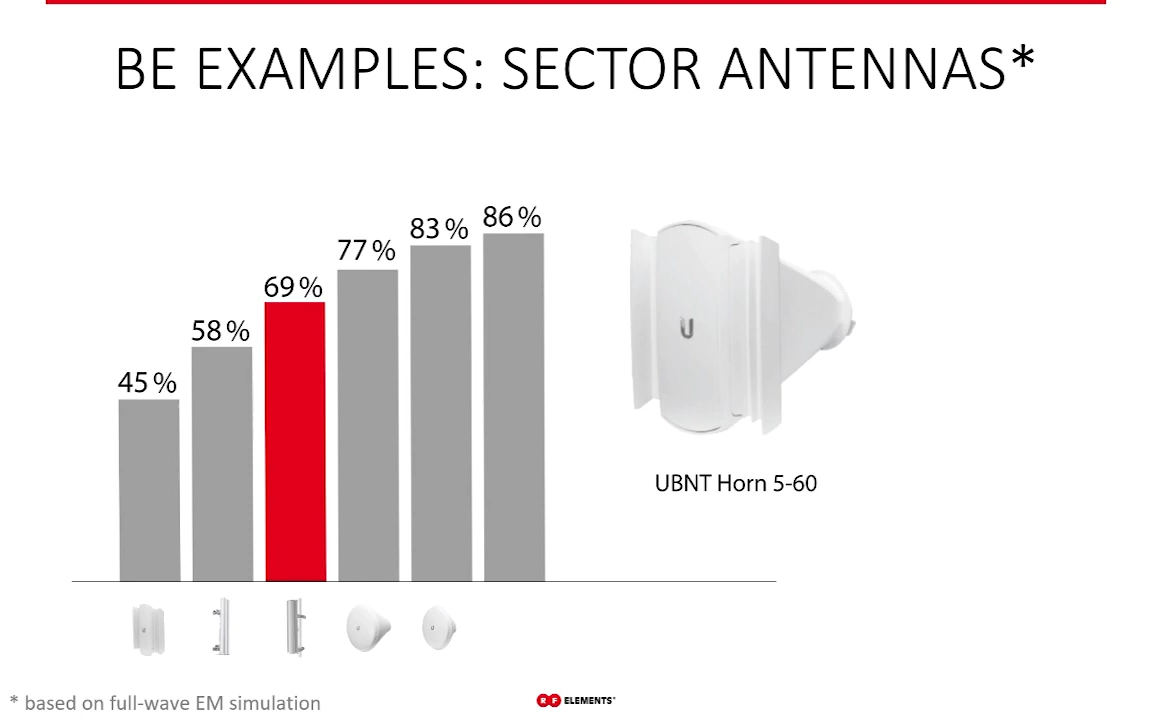 BE EXAMPLES: SECTOR ANTENNAS*
45 %
58 %
69 %
77 %
83 %
86 %
U
UBNT Horn 5-60
* based on full-wave EM simulation
RF ELEMENTS